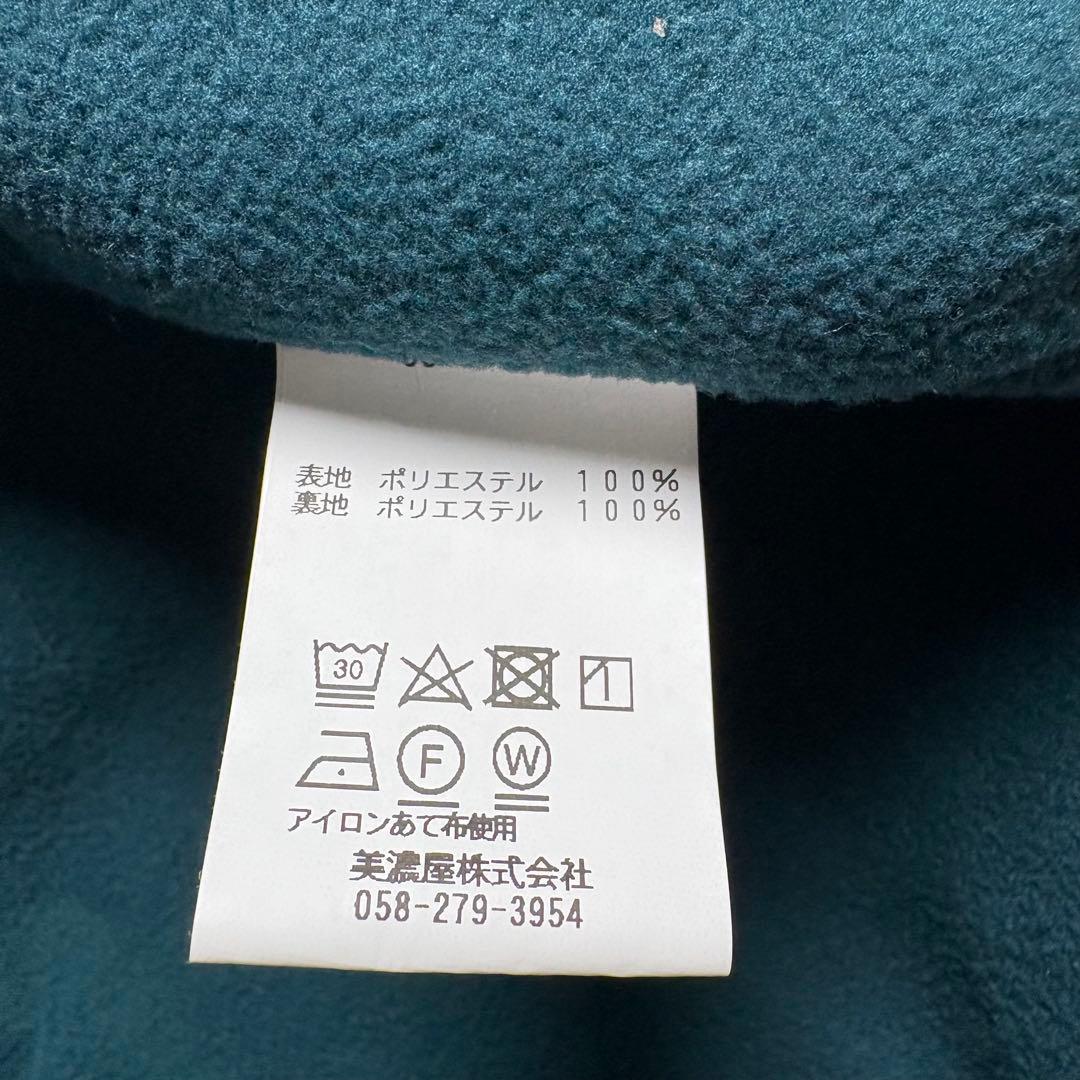 表地 ポリエステル 100%
裏地 ポリエステル 100%
30
F W
アイロンあて布使用
美濃屋株式会社
058-279-3954